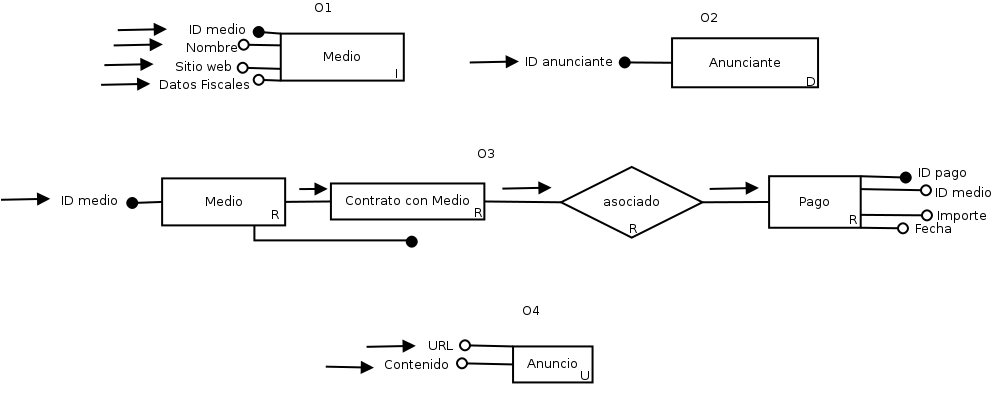 O1
ID medio
Nombre
Sitio web
Datos Fiscales
Medio
I
O2
ID anunciante
Anunciante
D
O3
ID medio
Medio
R
Contrato con Medio
R
asociado
R
Pago
R
ID pago
ID medio
Importe
Fecha
O4
URL
Contenido
Anuncio
U